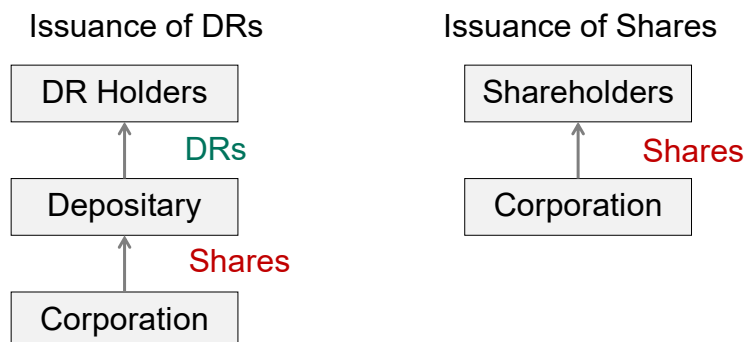 Issuance of DRs
DR Holders
DRs
Depositary
Shares
Corporation
Issuance of Shares
Shareholders
Shares
Corporation